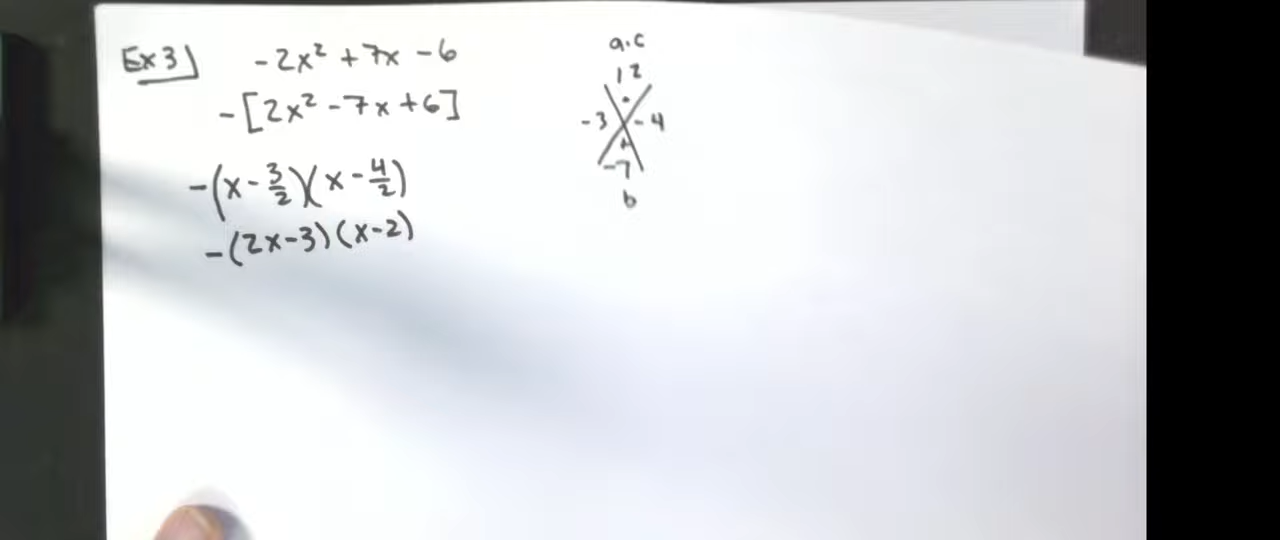 Ex 3) -2x² + 7x - 6
-[2x² - 7x + 6]
-(x - 3/2)(x - 4/2)
-(2x - 3)(x - 2)
a·c
12
·
-3 -4
+
-7
b